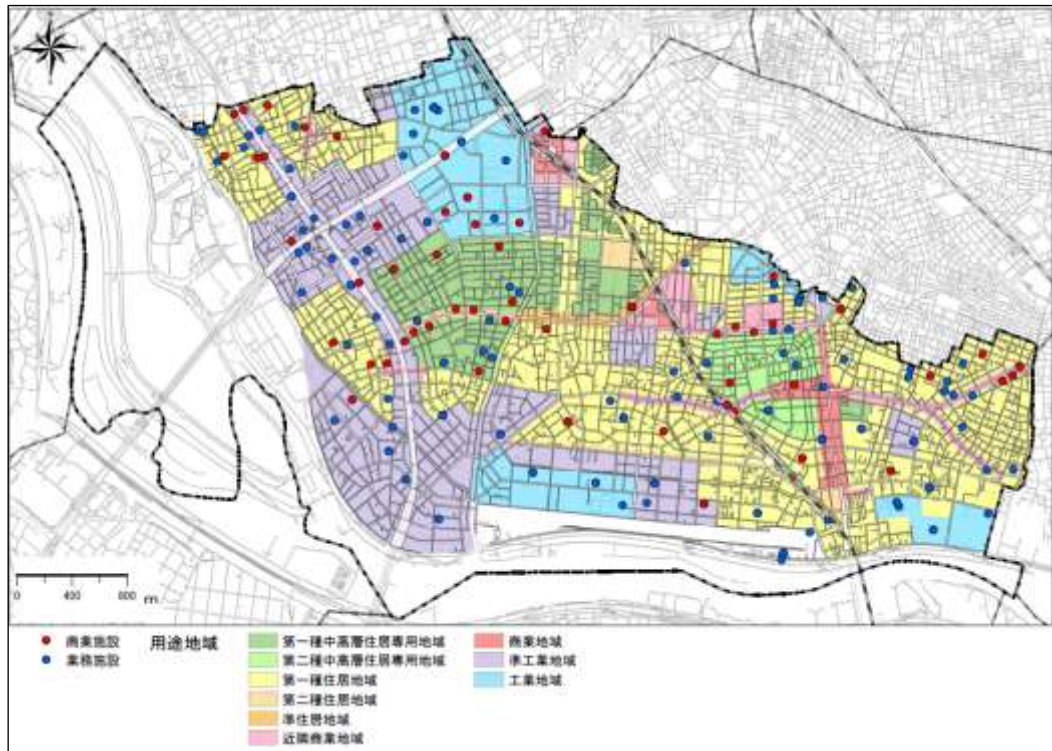 0 400 800 m
商業施設 用途地域 第一種中高層住居専用地域 商業地域
業務施設 第二種中高層住居専用地域 準工業地域
第一種住居地域 工業地域
第二種住居地域
準住居地域
近隣商業地域